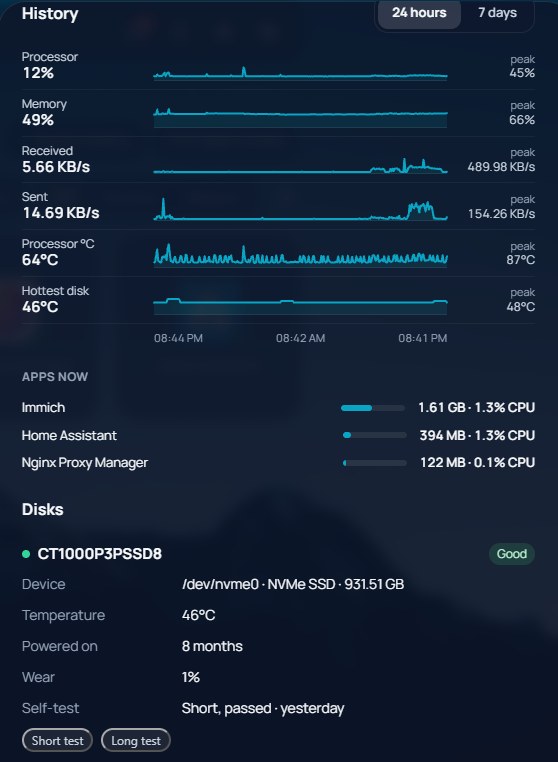 History 24 hours 7 days
Processor
12%
peak
45%
Memory
49%
peak
66%
Received
5.66 KB/s
peak
489.98 KB/s
Sent
14.69 KB/s
peak
154.26 KB/s
Processor °C
64°C
peak
87°C
Hottest disk
46°C
peak
48°C
08:44 PM 08:42 AM 08:41 PM
APPS NOW
Immich 1.61 GB · 1.3% CPU
Home Assistant 394 MB · 1.3% CPU
Nginx Proxy Manager 122 MB · 0.1% CPU
Disks
CT1000P3PSSD8 Good
Device /dev/nvme0 · NVMe SSD · 931.51 GB
Temperature 46°C
Powered on 8 months
Wear 1%
Self-test Short, passed · yesterday
Short test Long test